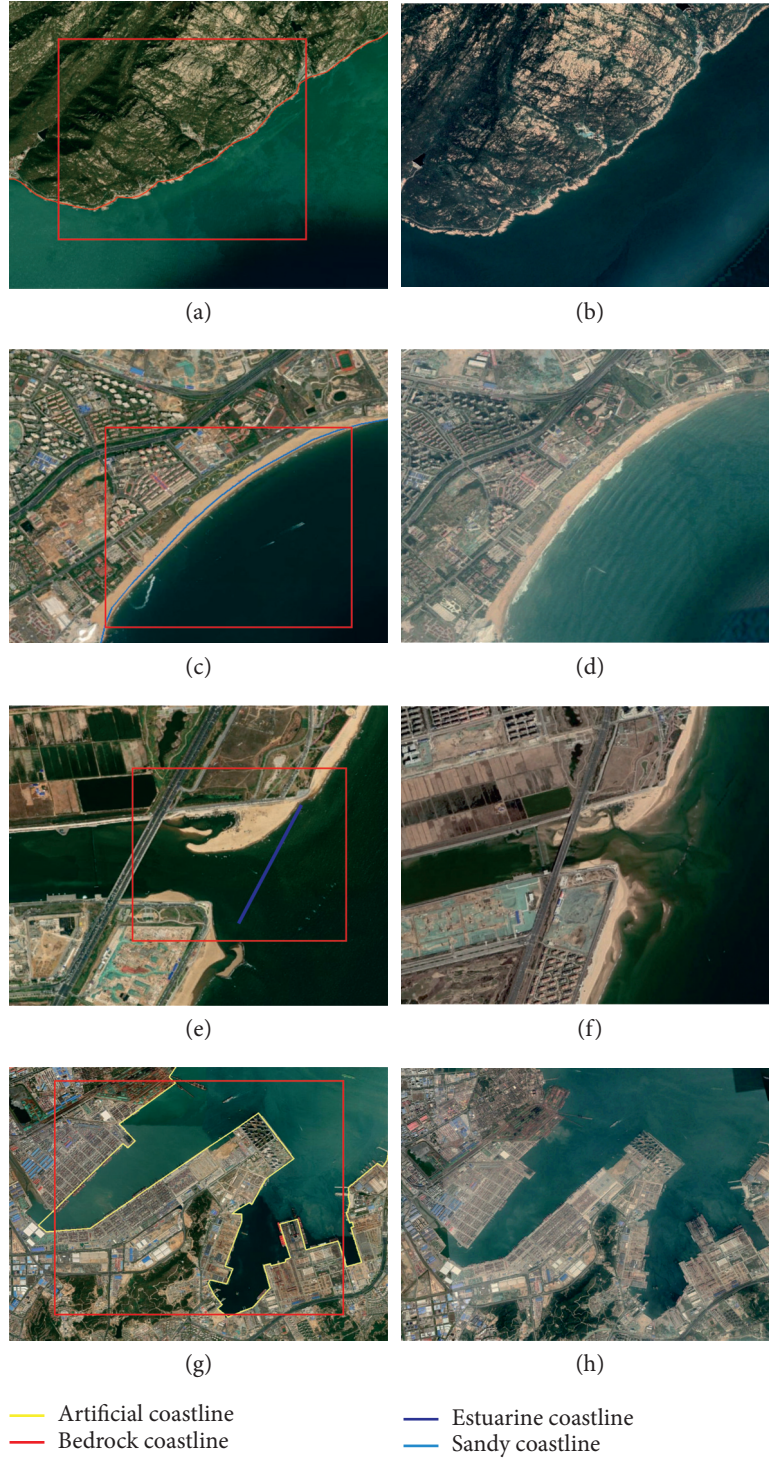 (a)
(b)
(c)
(d)
(e)
(f)
(g)
(h)
Artificial coastline
Bedrock coastline
Estuarine coastline
Sandy coastline